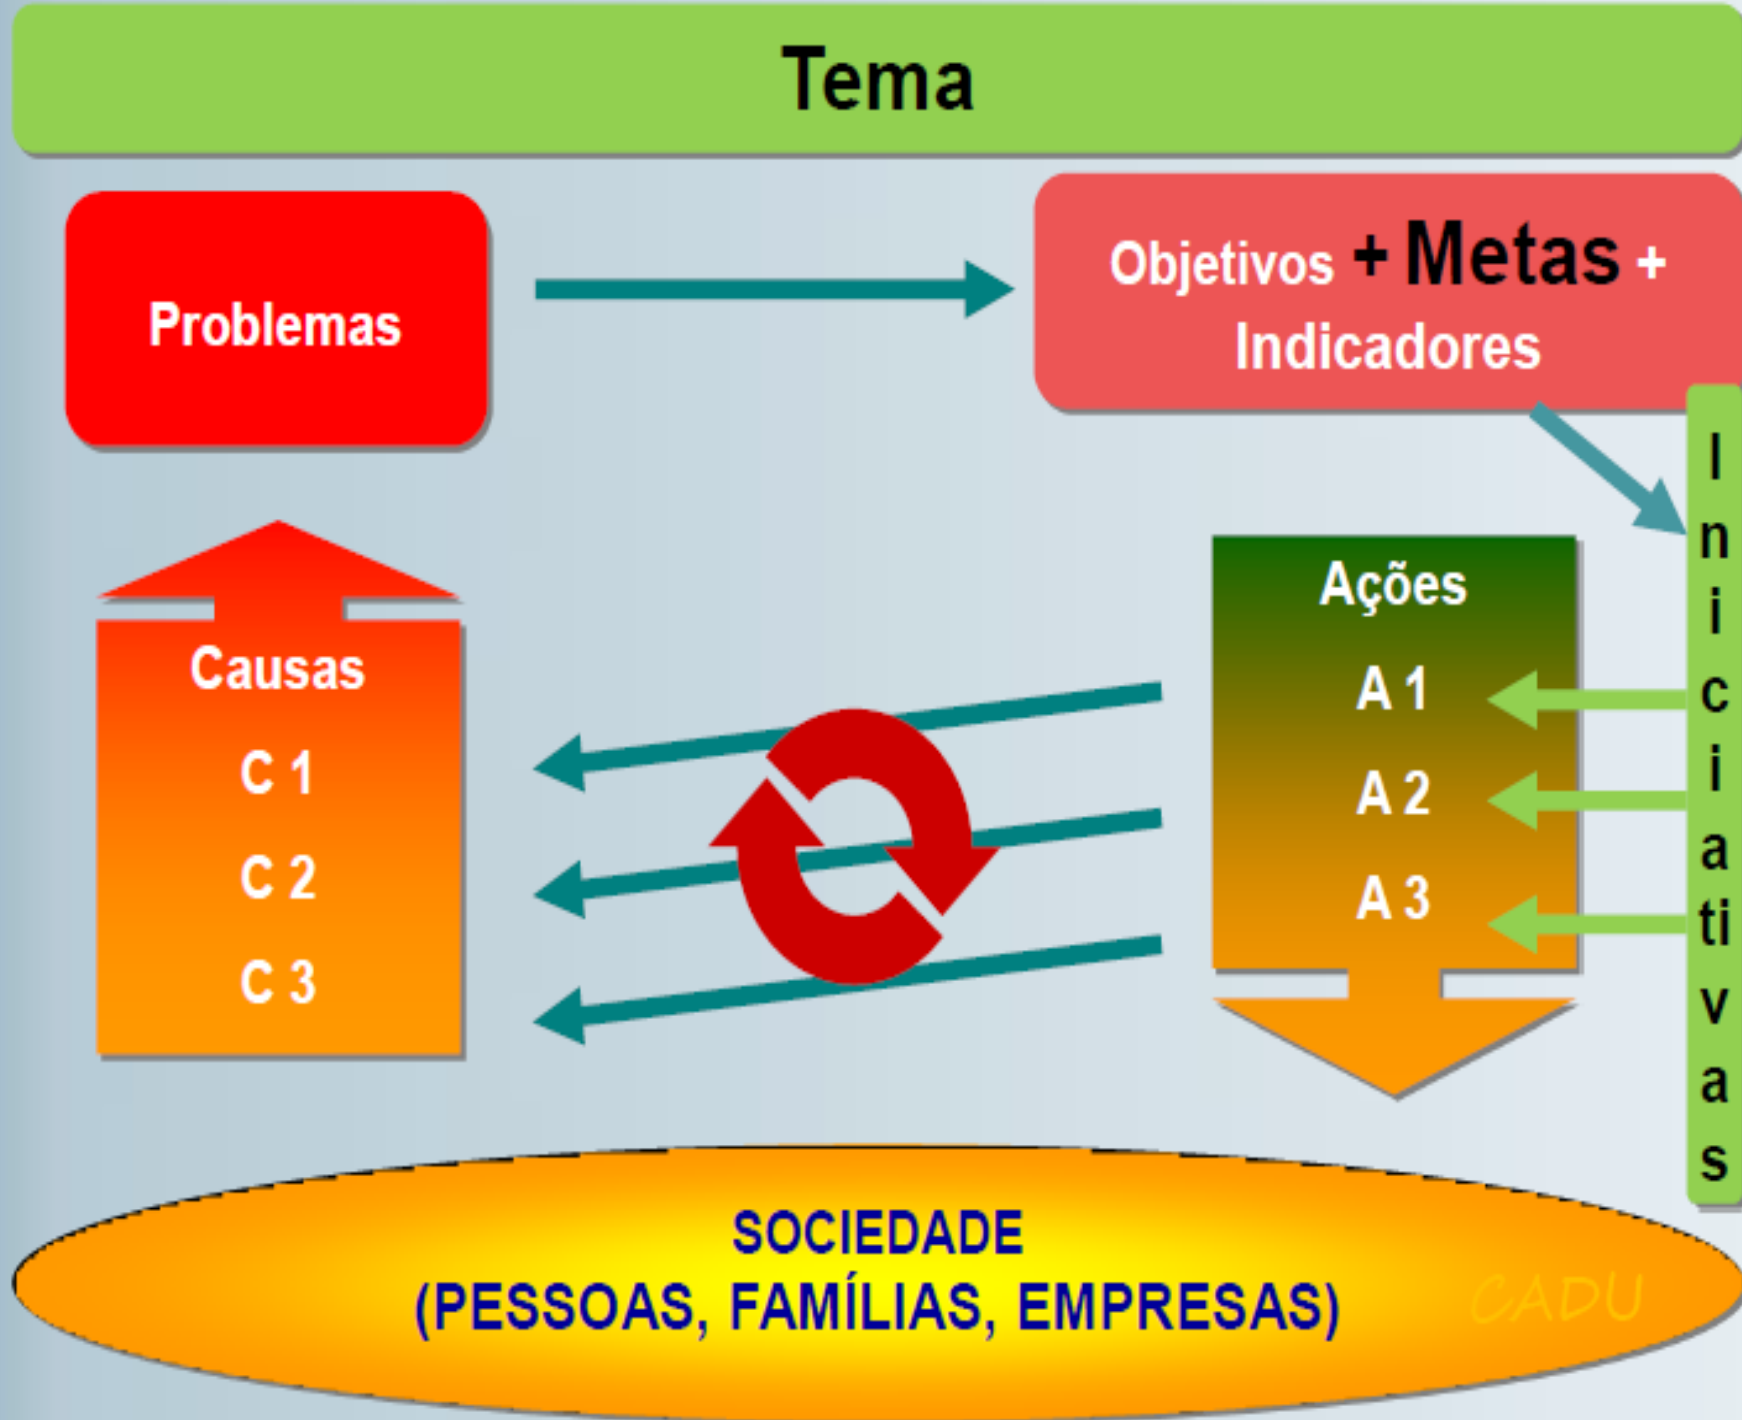 Tema
Problemas
Objetivos + Metas +
Indicadores
Causas
C 1
C 2
C 3
Ações
A 1
A 2
A 3
Iniciativas
SOCIEDADE
(PESSOAS, FAMÍLIAS, EMPRESAS)
CADU